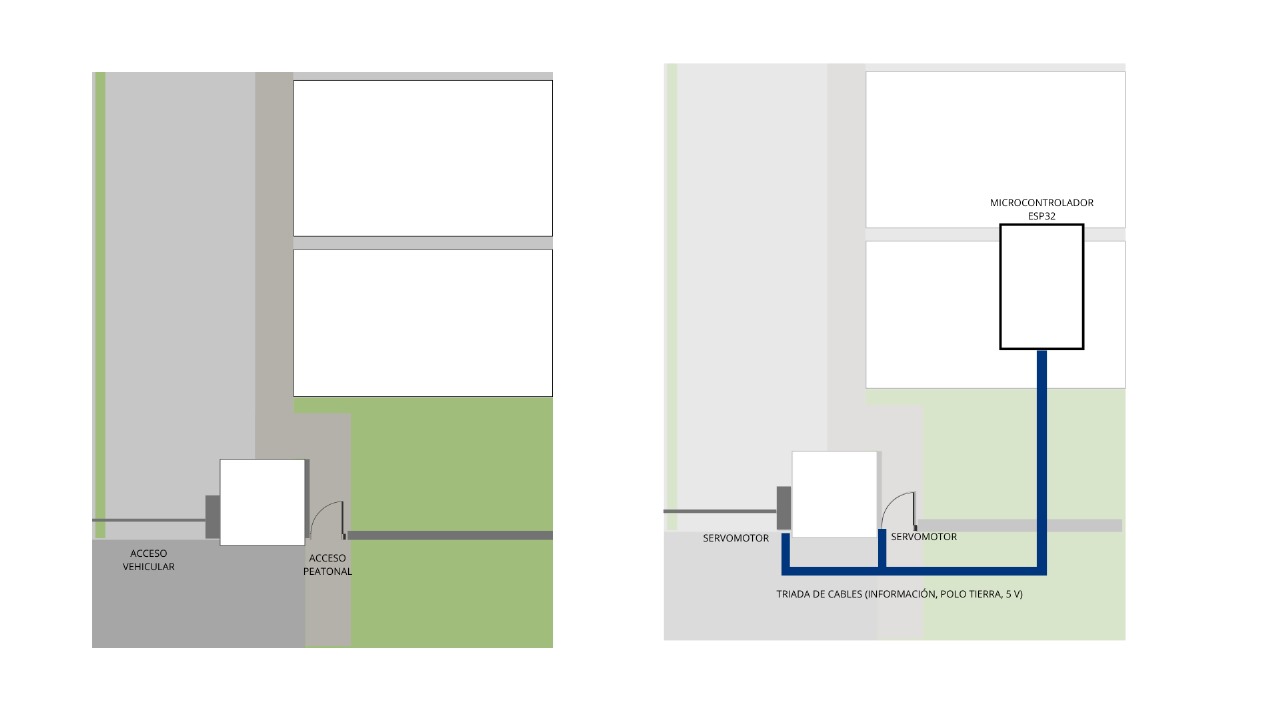 ACCESO
VEHICULAR
ACCESO
PEATONAL
MICROCONTROLADOR
ESP32
SERVOMOTOR
SERVOMOTOR
TRIADA DE CABLES (INFORMACIÓN, POLO TIERRA, 5 V)